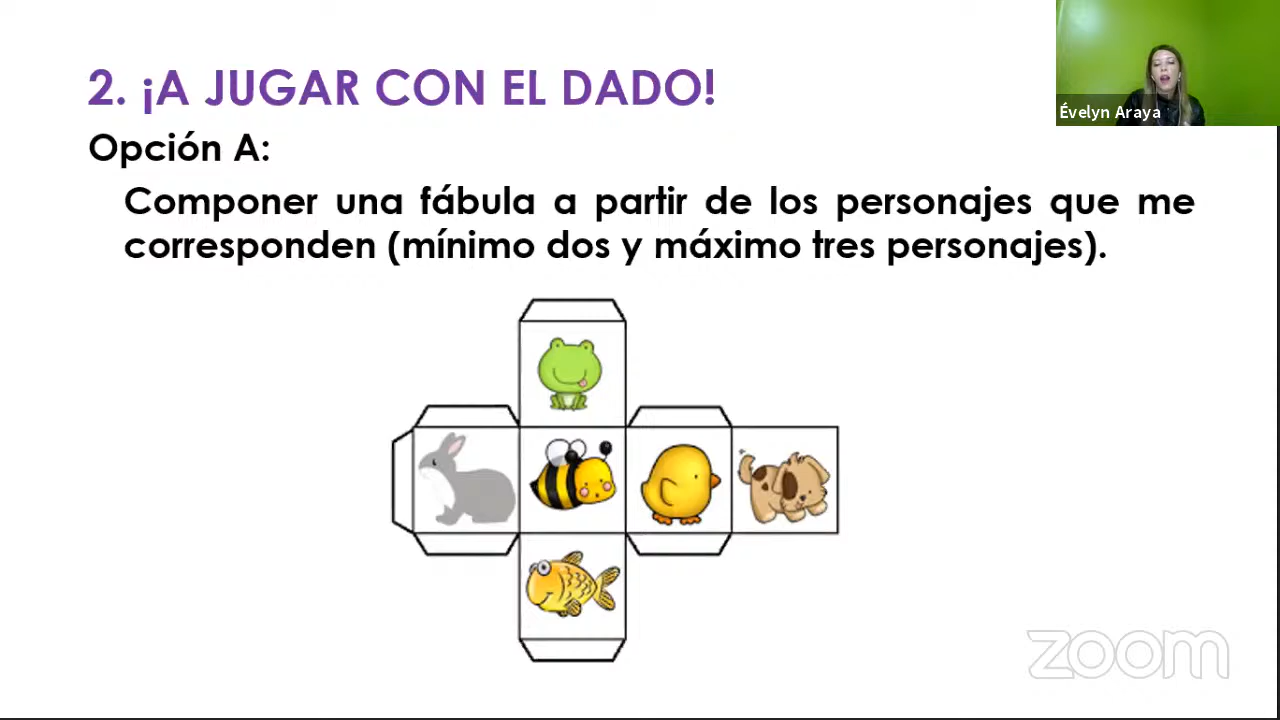 2. ¡A JUGAR CON EL DADO!
Évelyn Araya
Opción A:
Componer una fábula a partir de los personajes que me
corresponden (mínimo dos y máximo tres personajes).
zoom